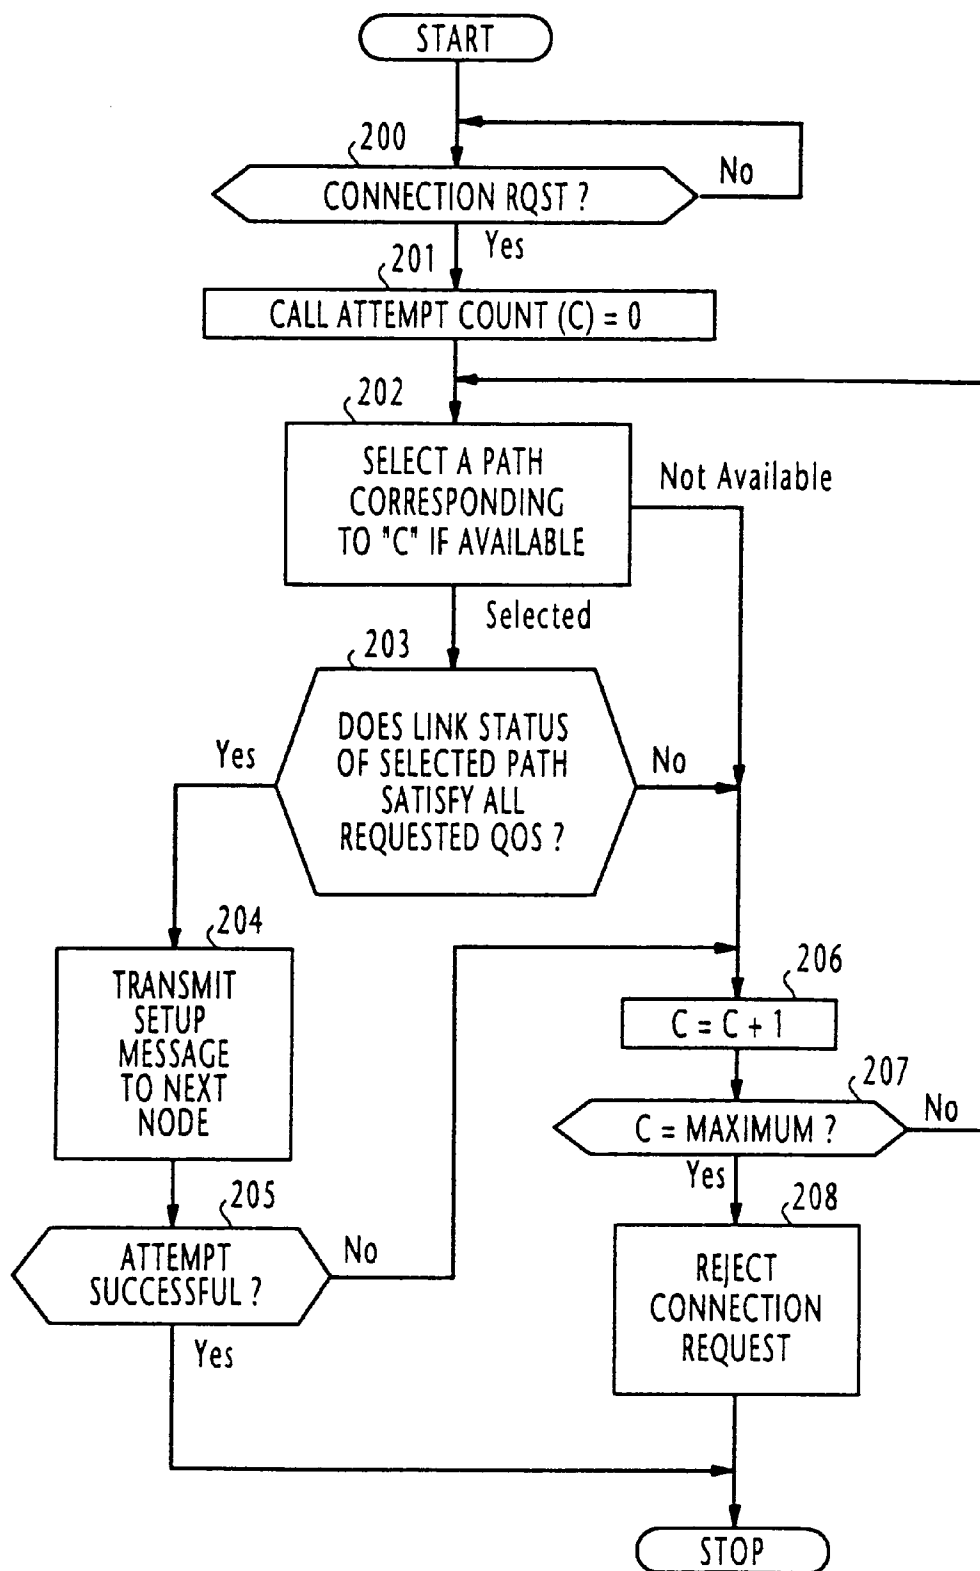 START
200
CONNECTION RQST ?
No
Yes
201
CALL ATTEMPT COUNT (C) = 0
202
SELECT A PATH
CORRESPONDING
TO "C" IF AVAILABLE
Not Available
Selected
203
DOES LINK STATUS
OF SELECTED PATH
SATISFY ALL
REQUESTED QOS ?
Yes
No
204
TRANSMIT
SETUP
MESSAGE
TO NEXT
NODE
206
C = C + 1
207
C = MAXIMUM ?
No
Yes
205
ATTEMPT
SUCCESSFUL ?
No
Yes
208
REJECT
CONNECTION
REQUEST
STOP